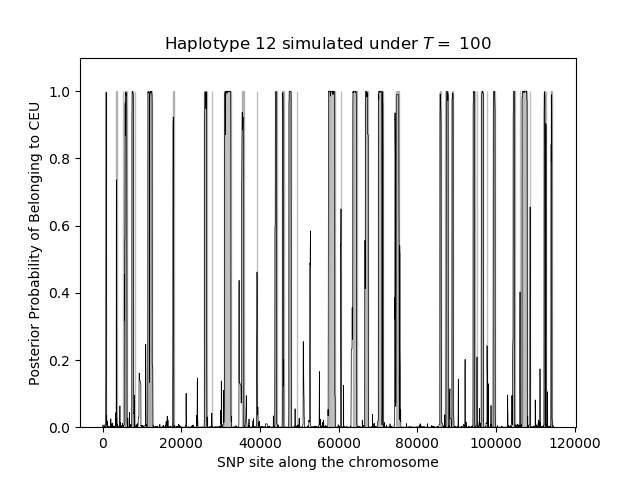 Haplotype 12 simulated under T = 100
Posterior Probability of Belonging to CEU
1.0
0.8
0.6
0.4
0.2
0.0
0 20000 40000 60000 80000 100000 120000
SNP site along the chromosome